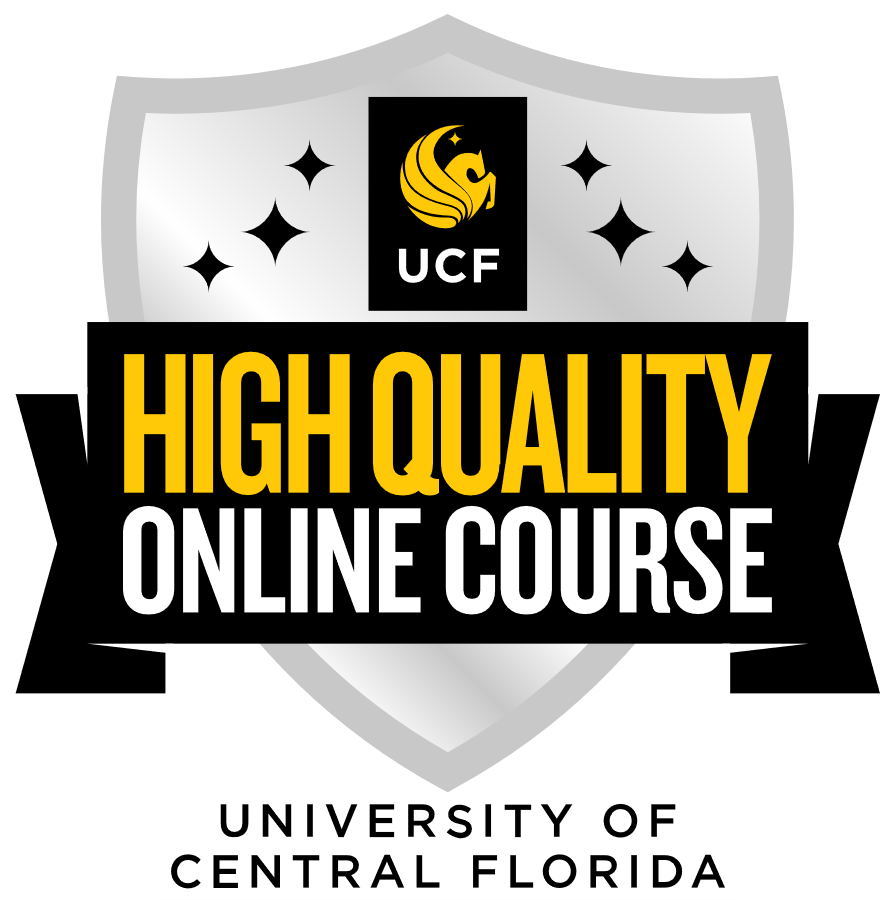 UCF
HIGH QUALITY
ONLINE COURSE
UNIVERSITY OF
CENTRAL FLORIDA